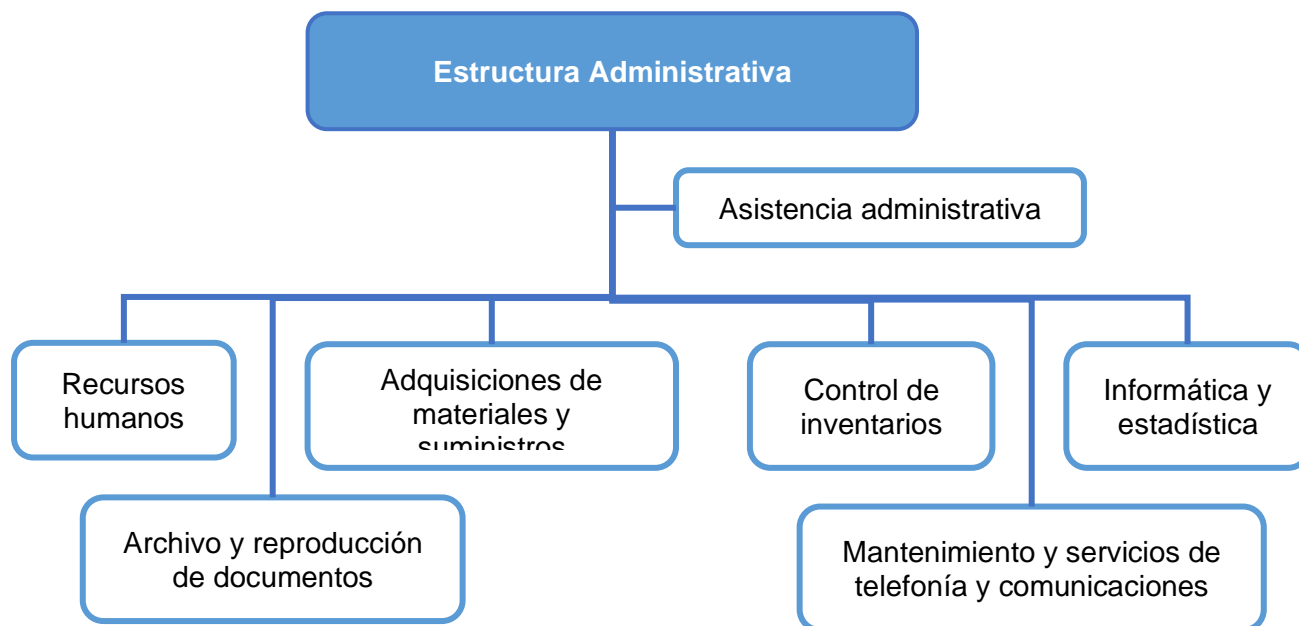 Estructura Administrativa
Asistencia administrativa
Recursos
humanos
Adquisiciones de
materiales y
suministros
Control de
inventarios
Informática y
estadística
Archivo y reproducción
de documentos
Mantenimiento y servicios de
telefonía y comunicaciones